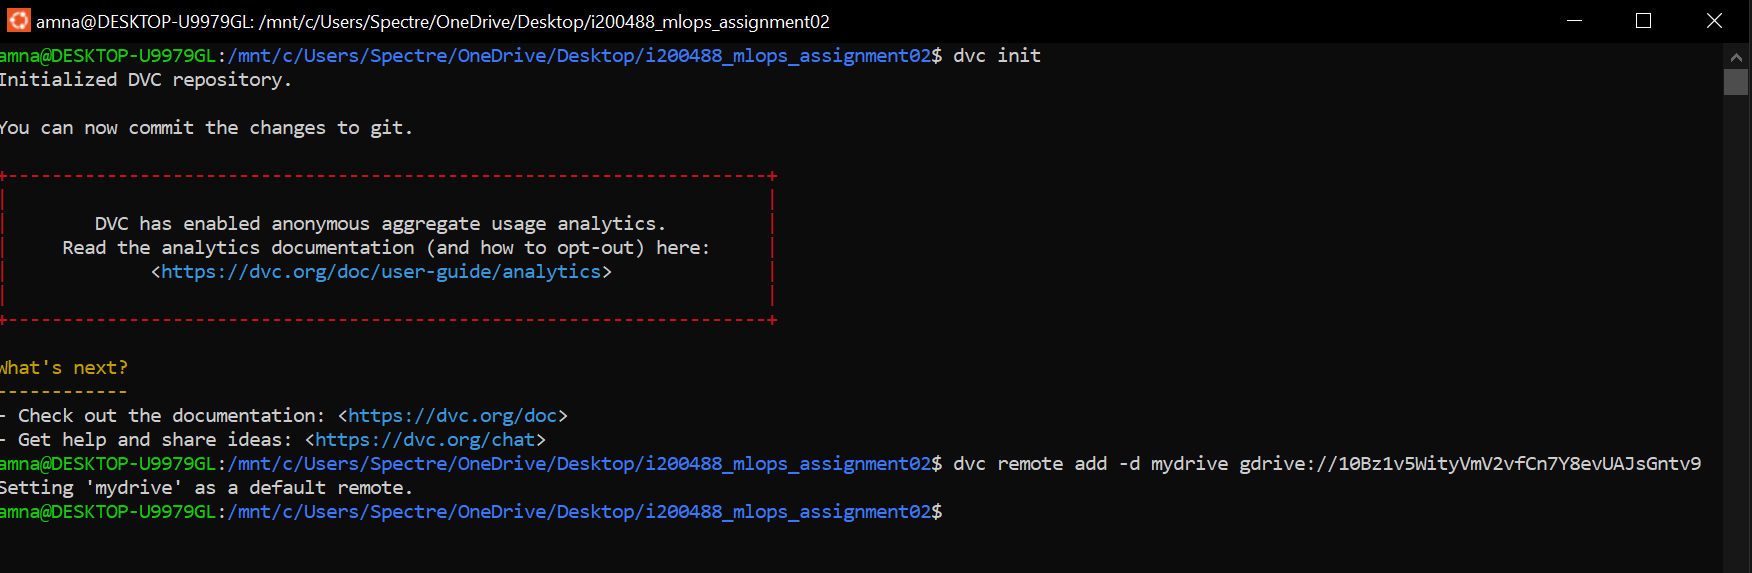 amna@DESKTOP-U9979GL: /mnt/c/Users/Spectre/OneDrive/Desktop/i200488_mlops_assignment02
amna@DESKTOP-U9979GL:/mnt/c/Users/Spectre/OneDrive/Desktop/i200488_mlops_assignment02$ dvc init
Initialized DVC repository.
You can now commit the changes to git.
+---------------------------------------------------------------------+
|                                                                     |
|        DVC has enabled anonymous aggregate usage analytics.         |
|     Read the analytics documentation (and how to opt-out) here:     |
|             <https://dvc.org/doc/user-guide/analytics>              |
|                                                                     |
+---------------------------------------------------------------------+
What's next?
------------
- Check out the documentation: <https://dvc.org/doc>
- Get help and share ideas: <https://dvc.org/chat>
amna@DESKTOP-U9979GL:/mnt/c/Users/Spectre/OneDrive/Desktop/i200488_mlops_assignment02$ dvc remote add -d mydrive gdrive://10Bz1v5WityVmV2vfCn7Y8evUAJsGntv9
Setting 'mydrive' as a default remote.
amna@DESKTOP-U9979GL:/mnt/c/Users/Spectre/OneDrive/Desktop/i200488_mlops_assignment02$